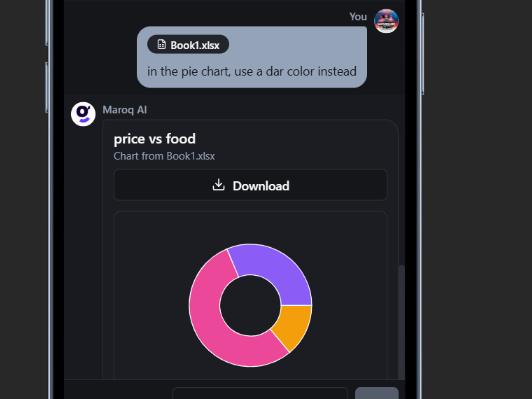 You
Book1.xlsx
in the pie chart, use a dar color instead
Maroq AI
price vs food
Chart from Book1.xlsx
Download